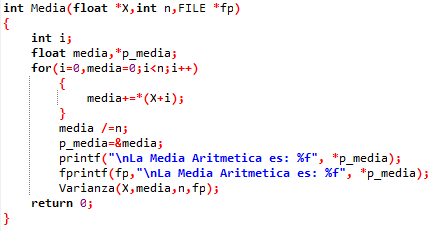 int Media(float *X,int n,FILE *fp)
{
    int i;
    float media,*p_media;
    for(i=0,media=0;i<n;i++)
        {
            media+=*(X+i);
        }
        media /=n;
        p_media=&media;
        printf("\nLa Media Aritmetica es: %f", *p_media);
        fprintf(fp,"\nLa Media Aritmetica es: %f", *p_media);
        Varianza(X,media,n,fp);
    return 0;
}